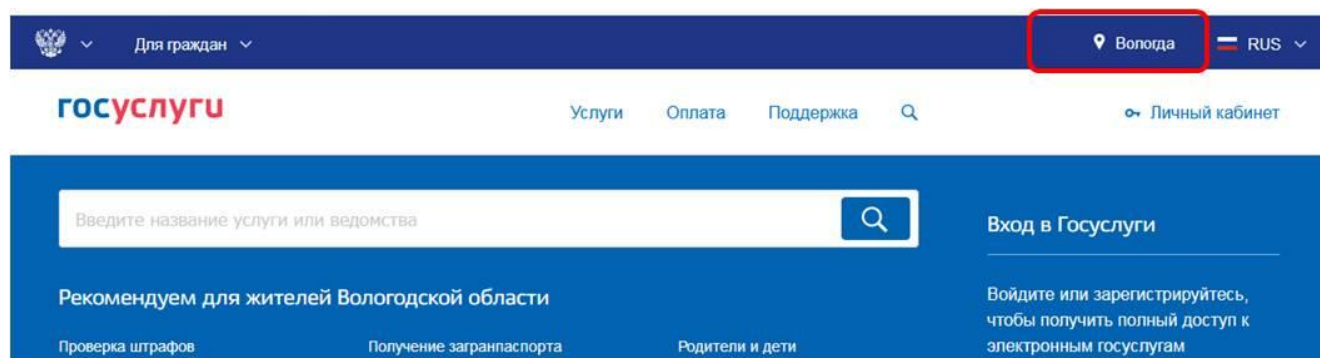 Для граждан
Вологда
RUS
госуслуги
Услуги
Оплата
Поддержка
Личный кабинет
Введите название услуги или ведомства
Вход в Госуслуги
Рекомендуем для жителей Вологодской области
Войдите или зарегистрируйтесь,
чтобы получить полный доступ к
электронным госуслугам
Проверка штрафов
Получение загранпаспорта
Родители и дети